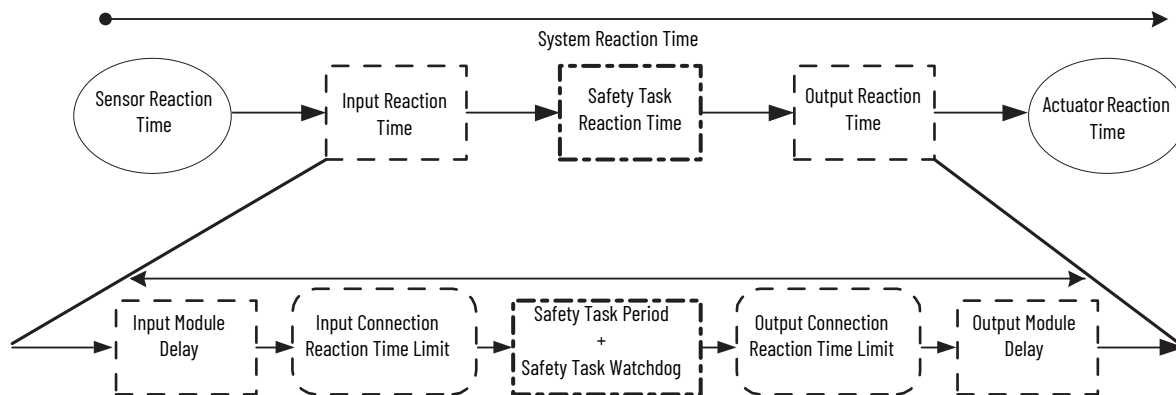 System Reaction Time
Sensor Reaction
Time
Input Reaction
Time
Safety Task
Reaction Time
Output Reaction
Time
Actuator Reaction
Time
Input Module
Delay
Input Connection
Reaction Time Limit
Safety Task Period
+
Safety Task Watchdog
Output Connection
Reaction Time Limit
Output Module
Delay